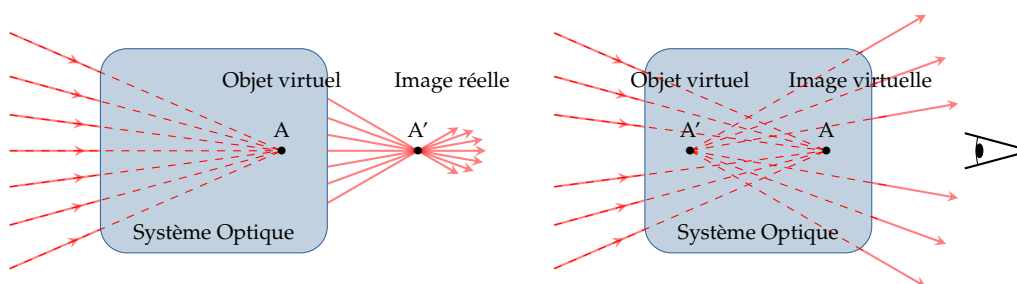 Objet virtuel
Image réelle
A
A′
Système Optique
Objet virtuel
Image virtuelle
A′
A
Système Optique